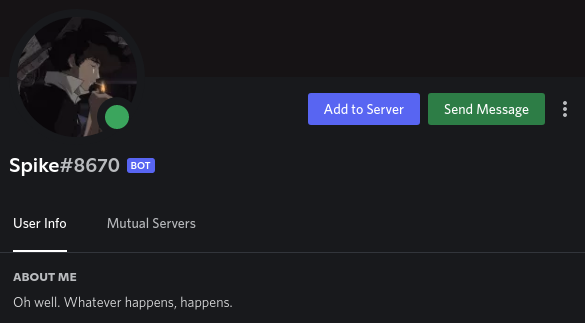 Add to Server
Send Message
Spike#8670 BOT
User Info
Mutual Servers
ABOUT ME
Oh well. Whatever happens, happens.